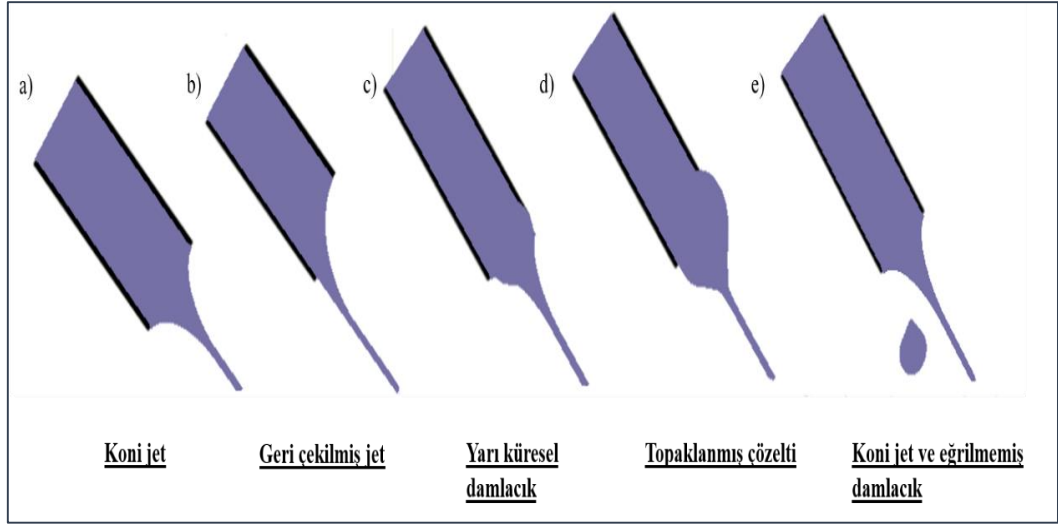 a)
b)
c)
d)
e)
Koni jet
Geri çekilmiş jet
Yarı küresel
damlacık
Topaklanmış çözelti
Koni jet ve eğrilmemiş
damlacık